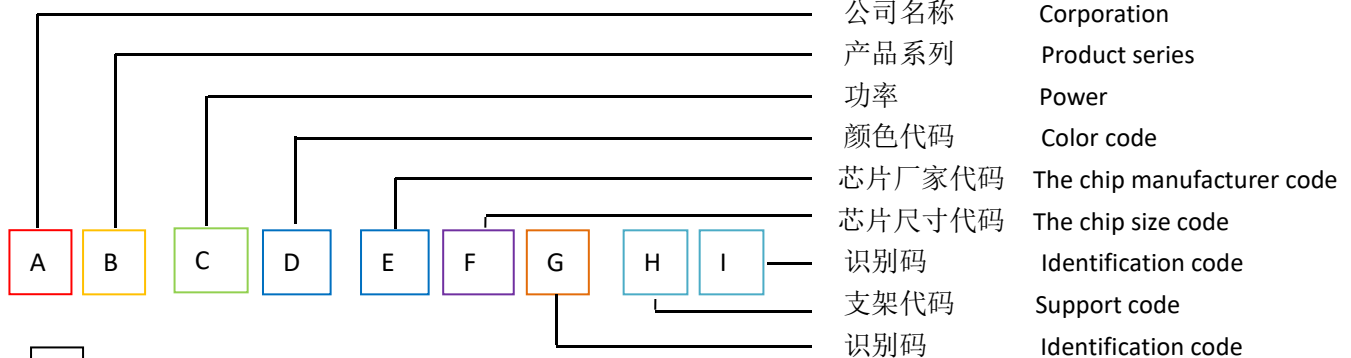 公司名称 Corporation
产品系列 Product series
功率 Power
颜色代码 Color code
芯片厂家代码 The chip manufacturer code
芯片尺寸代码 The chip size code
A B C D E F G H I 识别码 Identification code
支架代码 Support code
识别码 Identification code